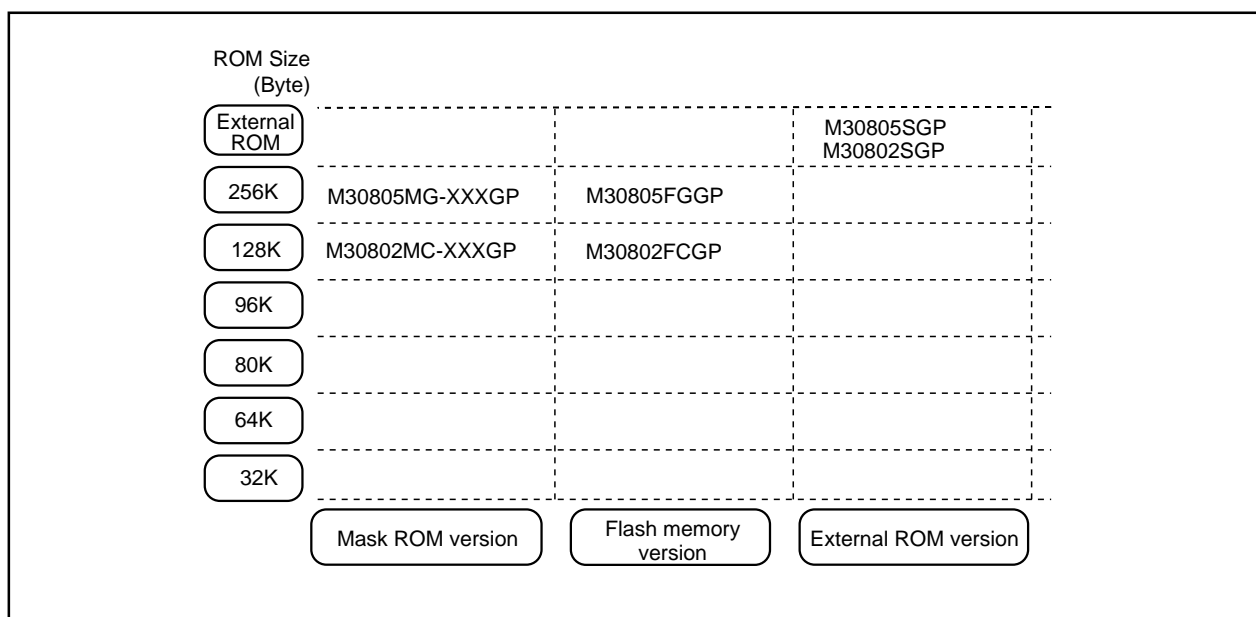 ROM Size
(Byte)
External
ROM
M30805SGP
M30802SGP
256K
M30805MG-XXXGP
M30805FGGP
128K
M30802MC-XXXGP
M30802FCGP
96K
80K
64K
32K
Mask ROM version
Flash memory
version
External ROM version